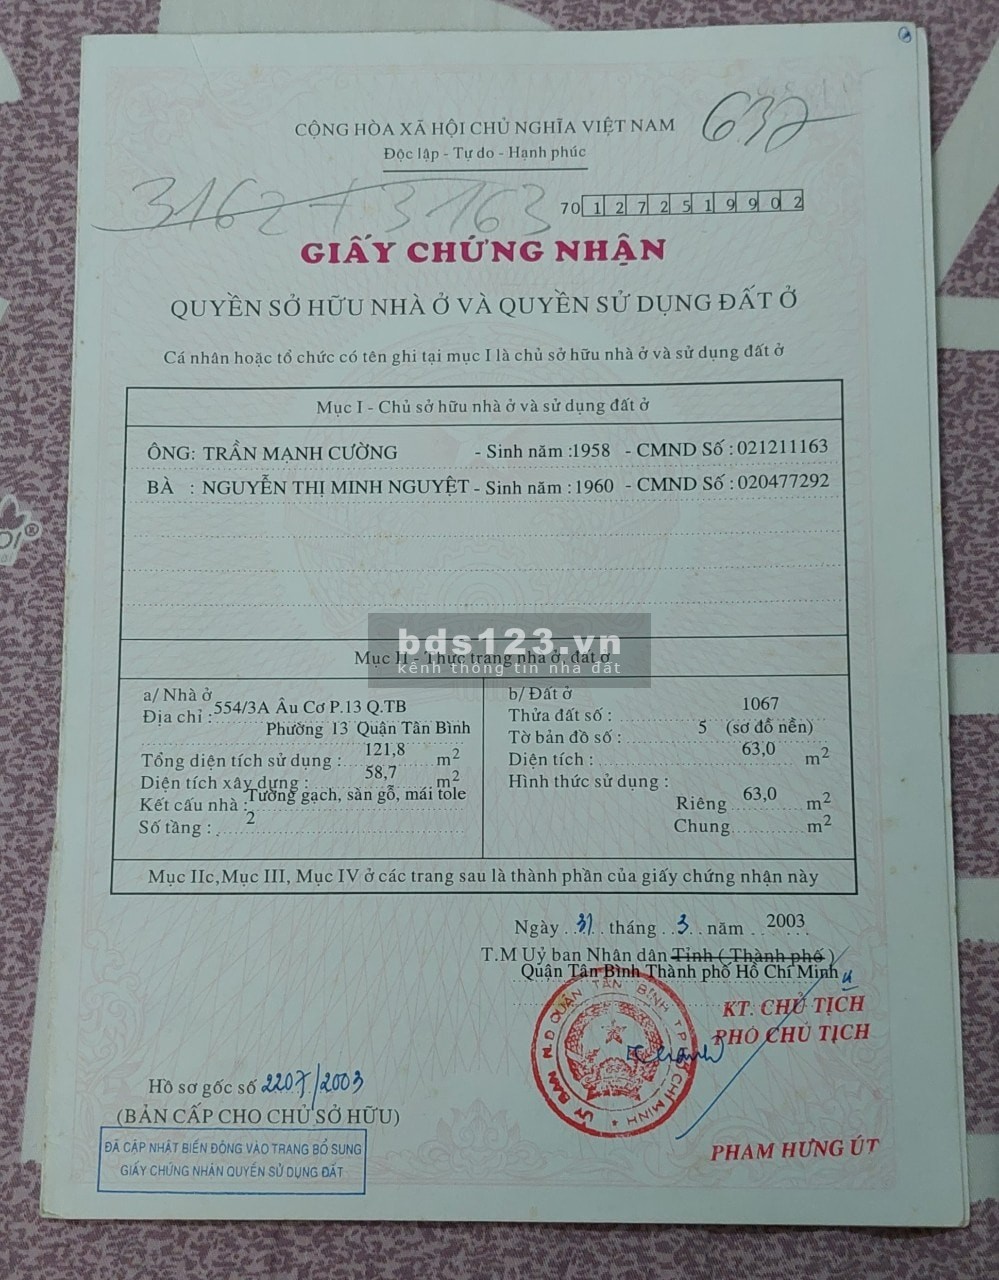 632
CỘNG HÒA XÃ HỘI CHỦ NGHĨA VIỆT NAM
Độc lập - Tự do - Hạnh phúc
3162 + 3163
70 1 2 7 2 5 1 9 9 0 2
GIẤY CHỨNG NHẬN
QUYỀN SỞ HỮU NHÀ Ở VÀ QUYỀN SỬ DỤNG ĐẤT Ở
Cá nhân hoặc tổ chức có tên ghi tại mục I là chủ sở hữu nhà ở và sử dụng đất ở
Mục I - Chủ sở hữu nhà ở và sử dụng đất ở
ÔNG: TRẦN MẠNH CƯỜNG - Sinh năm :1958 - CMND Số : 021211163
BÀ : NGUYỄN THỊ MINH NGUYỆT - Sinh năm : 1960 - CMND Số : 020477292
bds123.vn
kênh thông tin nhà đất
Mục II - Thực trạng nhà ở, đất ở
a/ Nhà ở
Địa chỉ : 554/3A Âu Cơ P.13 Q.TB
Phường 13 Quận Tân Bình
Tổng diện tích sử dụng : 121,8 m2
Diện tích xây dựng : 58,7 m2
Kết cấu nhà : Tường gạch, sàn gỗ, mái tole
Số tầng : 2
b/ Đất ở
Thửa đất số : 1067
Tờ bản đồ số : 5 (sơ đồ nền)
Diện tích : 63,0 m2
Hình thức sử dụng :
Riêng 63,0 m2
Chung m2
Mục IIc, Mục III, Mục IV ở các trang sau là thành phần của giấy chứng nhận này
Ngày 31 tháng 3 năm 2003
T.M Uỷ ban Nhân dân Tỉnh ( Thành phố )
Quận Tân Bình Thành phố Hồ Chí Minh
KT. CHỦ TỊCH
PHÓ CHỦ TỊCH
ỦY BAN N.D QUẬN TÂN BÌNH T.P HỒ CHÍ MINH
PHẠM HƯNG ÚT
Hồ sơ gốc số 2207/2003
(BẢN CẤP CHO CHỦ SỞ HỮU)
ĐÃ CẬP NHẬT BIẾN ĐỘNG VÀO TRANG BỔ SUNG
GIẤY CHỨNG NHẬN QUYỀN SỬ DỤNG ĐẤT